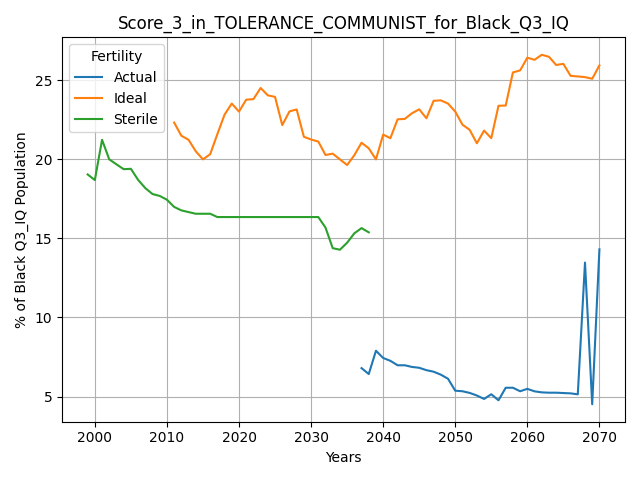 Score_3_in_TOLERANCE_COMMUNIST_for_Black_Q3_IQ
Fertility
Actual
Ideal
Sterile
% of Black Q3_IQ Population
25
20
15
10
5
2000 2010 2020 2030 2040 2050 2060 2070
Years